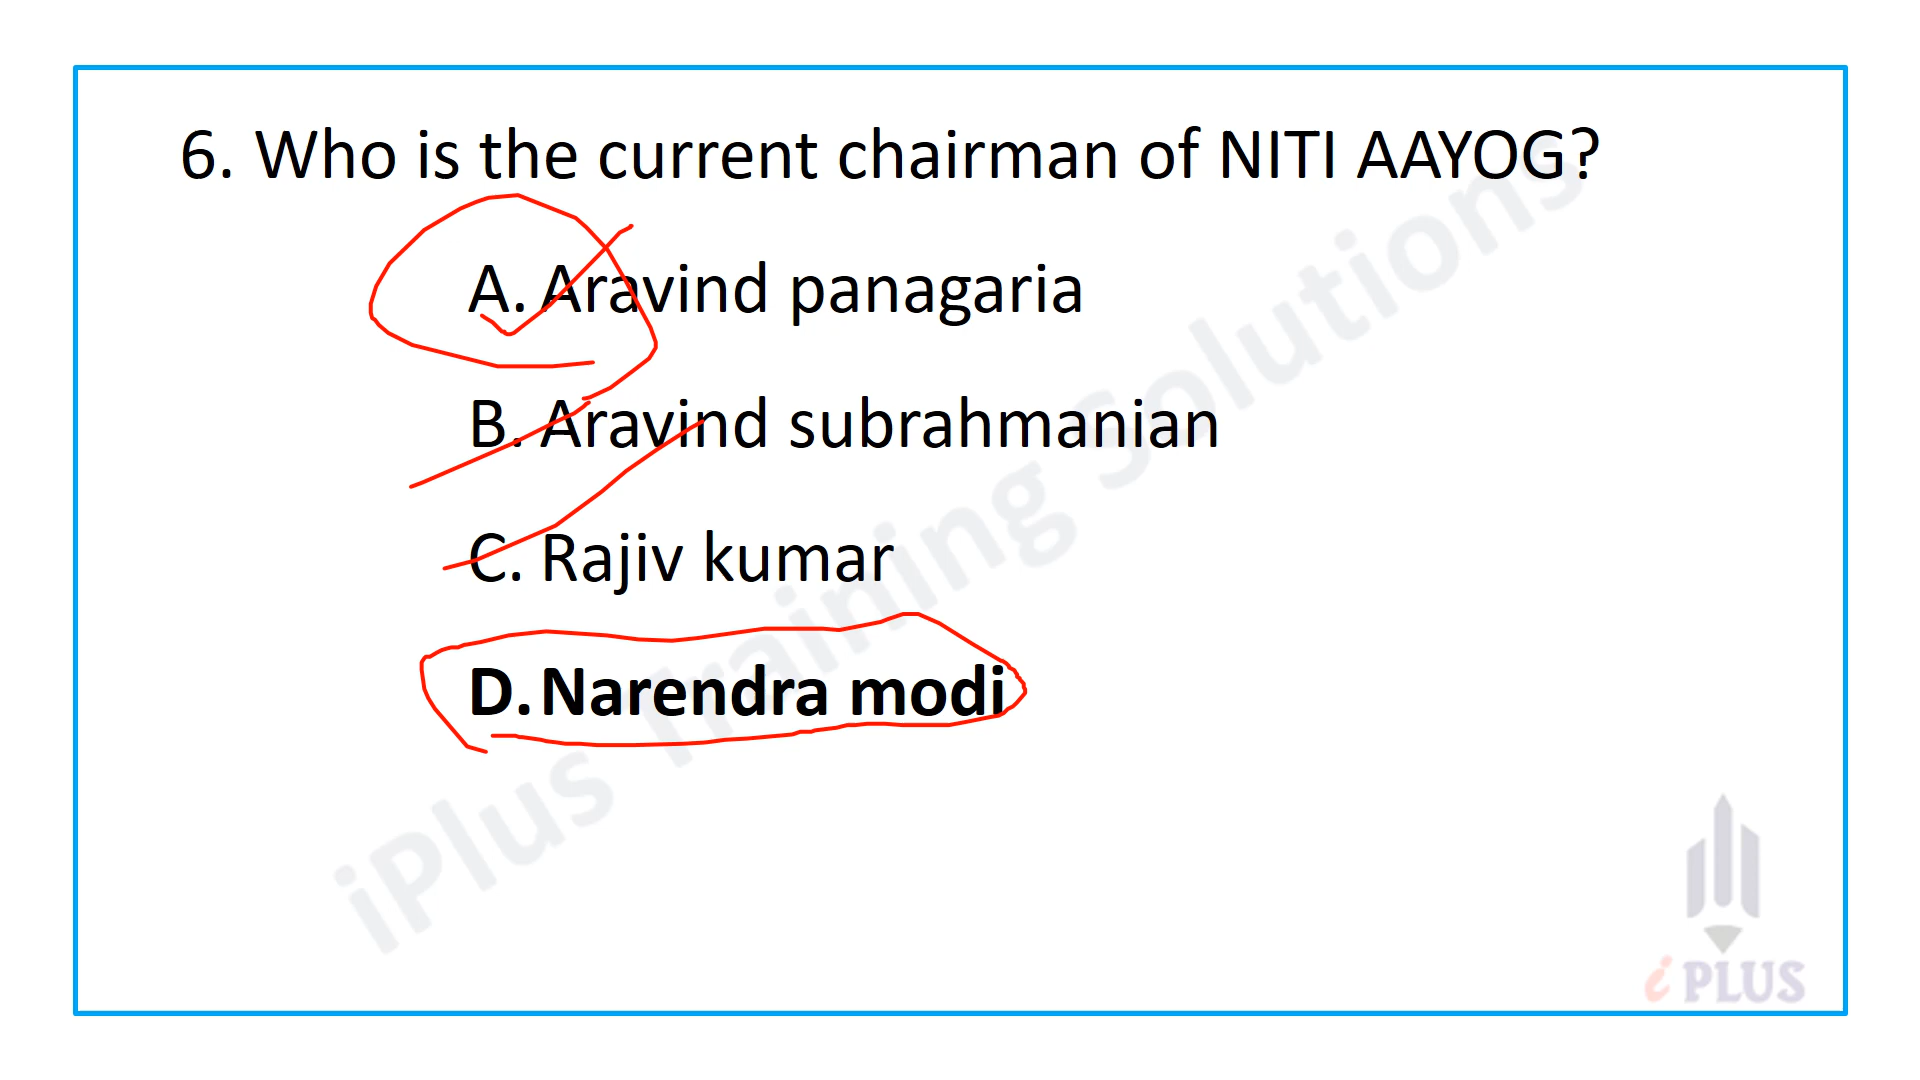 6. Who is the current chairman of NITI AAYOG?
A. Aravind panagaria
B. Aravind subrahmanian
C. Rajiv kumar
D. Narendra modi
iPlus Training Solutions
i PLUS